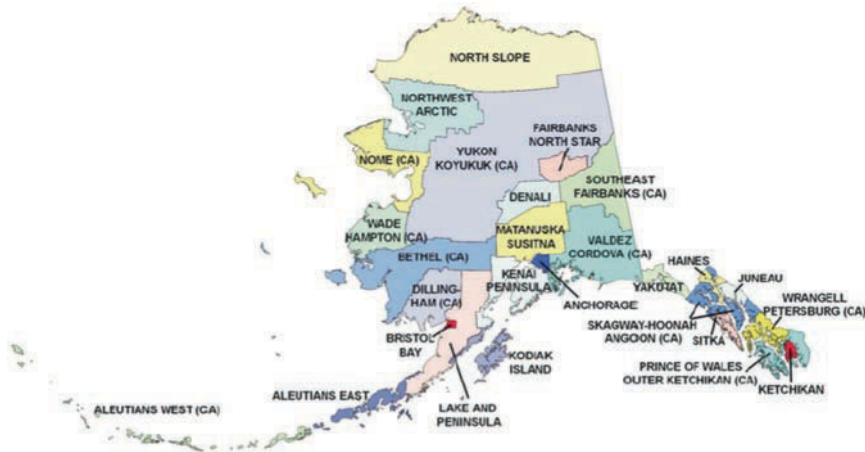 NORTH SLOPE
NORTHWEST
ARCTIC
FAIRBANKS
NORTH STAR
NOME (CA)
YUKON
KOYUKUK (CA)
SOUTHEAST
FAIRBANKS (CA)
DENALI
WADE
HAMPTON (CA)
MATANUSKA
SUSITNA
VALDEZ
CORDOVA (CA)
BETHEL (CA)
HAINES
KENAI
PENINSULA
JUNEAU
DILLING-
HAM (CA)
YAKUTAT
ANCHORAGE
WRANGELL
PETERSBURG (CA)
SKAGWAY-HOONAH
ANGOON (CA)
SITKA
BRISTOL
BAY
KODIAK
ISLAND
PRINCE OF WALES
OUTER KETCHIKAN (CA)
KETCHIKAN
ALEUTIANS EAST
LAKE AND
PENINSULA
ALEUTIANS WEST (CA)